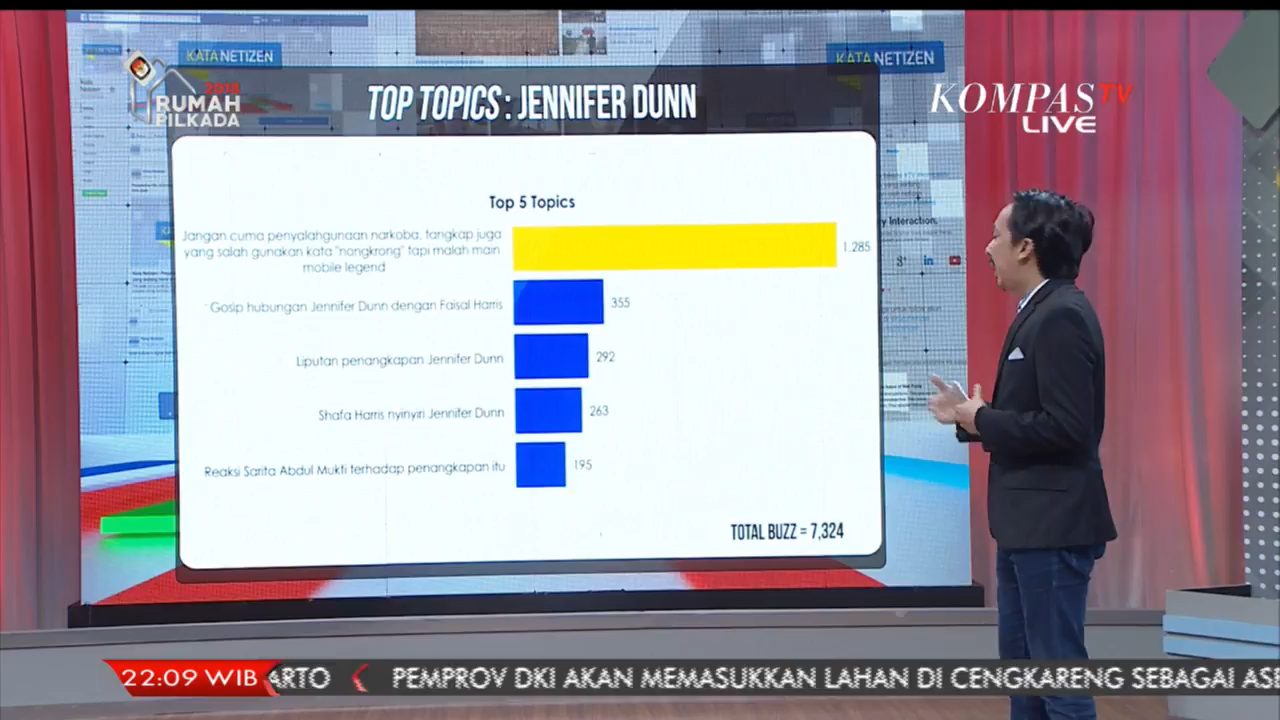 KATA NETIZEN
KATA NETIZEN
2018
RUMAH
PILKADA
TOP TOPICS : JENNIFER DUNN
KOMPASTV
LIVE
Top 5 Topics
Jangan cuma penyalahgunaan narkoba, tangkap juga
yang salah gunakan kata "nongkrong" tapi malah main
mobile legend
1.285
Gosip hubungan Jennifer Dunn dengan Faisal Harris
355
Liputan penangkapan Jennifer Dunn
292
Shafa Harris nyinyiri Jennifer Dunn
263
Reaksi Sarita Abdul Mukti terhadap penangkapan itu
195
TOTAL BUZZ = 7,324
y Interaction.
22:09 WIB
ARTO
PEMPROV DKI AKAN MEMASUKKAN LAHAN DI CENGKARENG SEBAGAI ASE